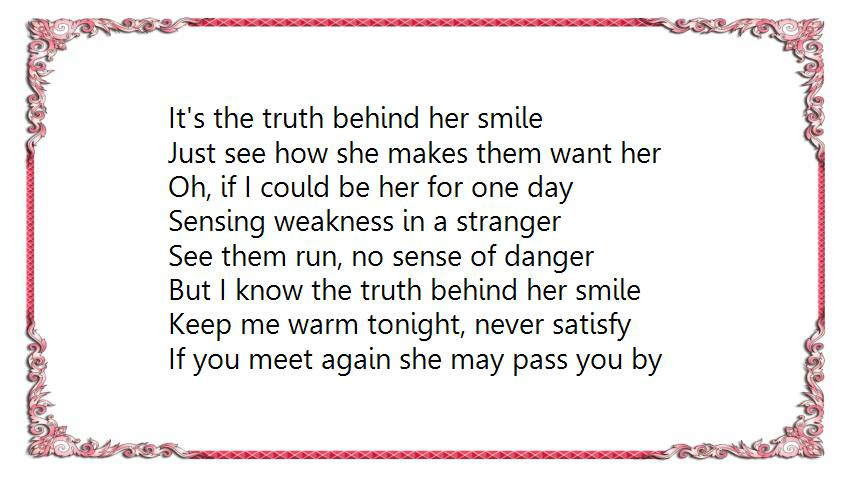 It's the truth behind her smile
Just see how she makes them want her
Oh, if I could be her for one day
Sensing weakness in a stranger
See them run, no sense of danger
But I know the truth behind her smile
Keep me warm tonight, never satisfy
If you meet again she may pass you by